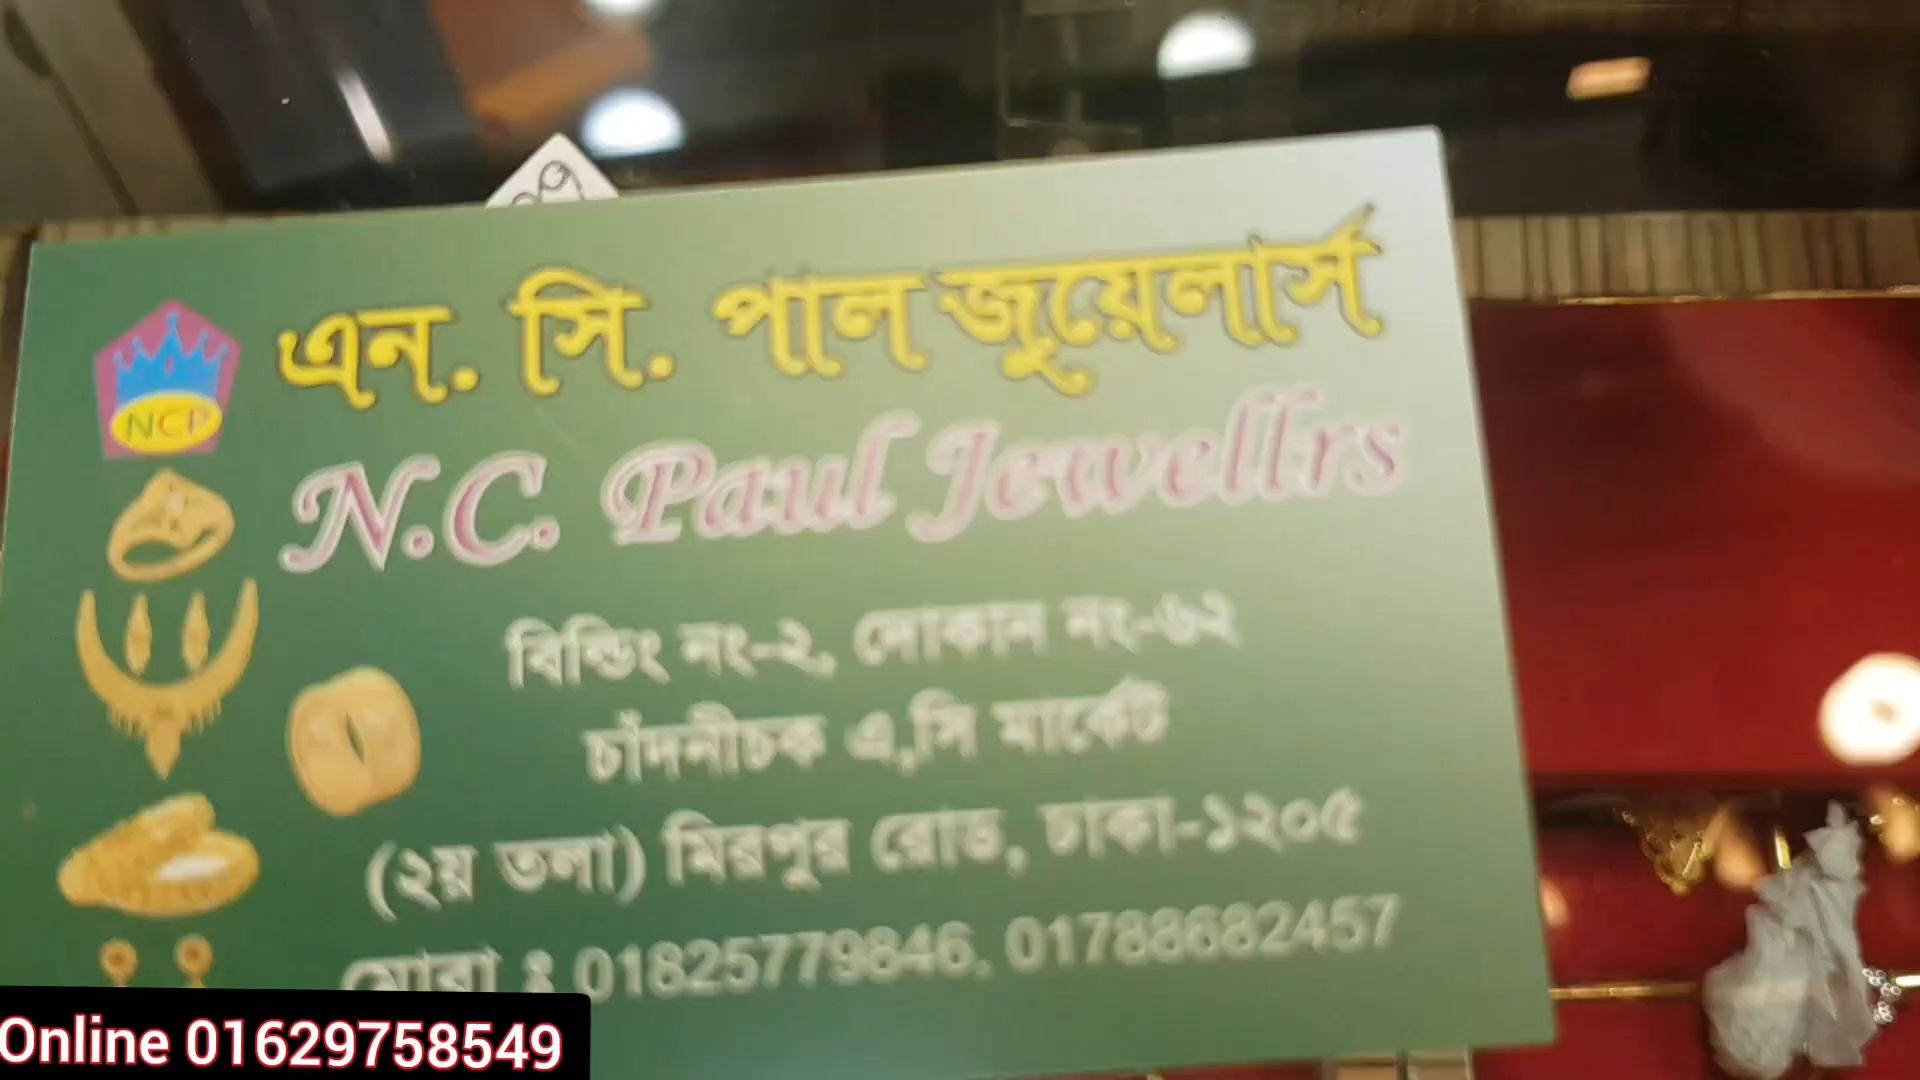 এন. সি. পাল জুয়েলার্স
NCP
N.C. Paul Jewellrs
বিল্ডিং নং-২, দোকান নং-৬২
চাঁদনীচক এ,সি মার্কেট
(২য় তলা) মিরপুর রোড, ঢাকা-১২০৫
মোবা ঃ 01825779846, 01788682457
Online 01629758549